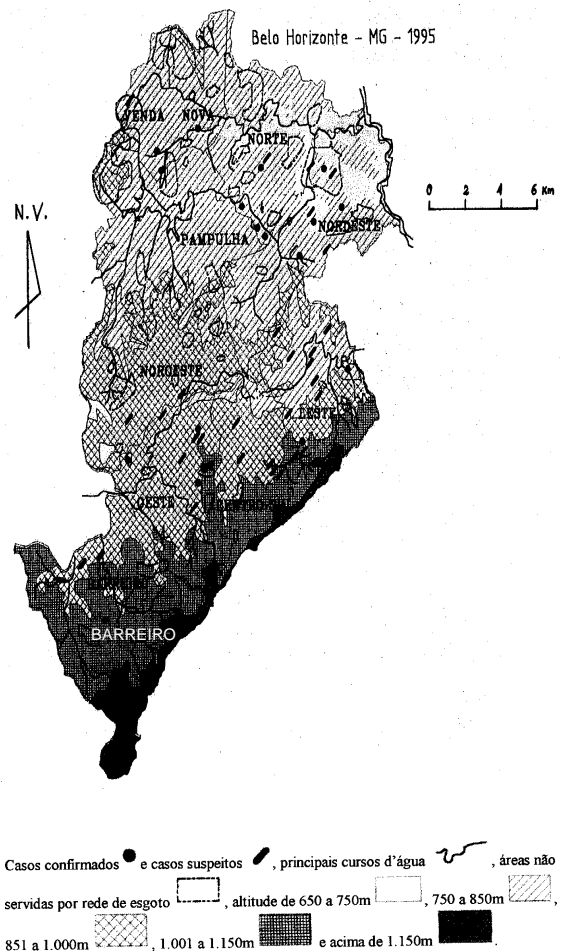 Belo Horizonte - MG - 1995
VENDA NOVA
NORTE
0 2 4 6 Km
N.V.
NORDESTE
PAMPULHA
NOROESTE
LESTE
OESTE
BARREIRO
Casos confirmados e casos suspeitos , principais cursos d'água , áreas não
servidas por rede de esgoto , altitude de 650 a 750m , 750 a 850m ,
851 a 1.000m , 1.001 a 1.150m e acima de 1.150m .